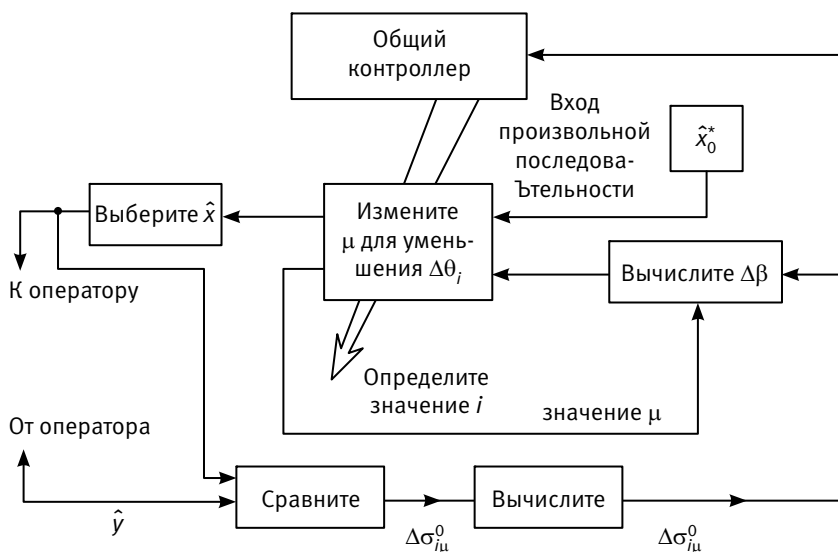 Общий
контроллер
Вход
произвольной
последова-
Ътельности
x̂*₀
Выберите x̂
Измените
μ для умень-
шения Δθᵢ
Вычислите Δβ
К оператору
Определите
значение i
значение μ
От оператора
ŷ
Сравните
Вычислите
Δσ⁰ᵢμ
Δσ⁰ᵢμ